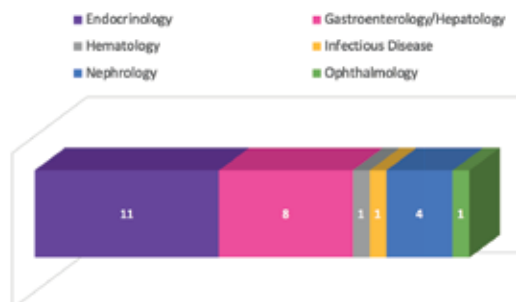 Endocrinology Gastroenterology/Hepatology
Hematology Infectious Disease
Nephrology Ophthalmology
11 8 1 1 4 1